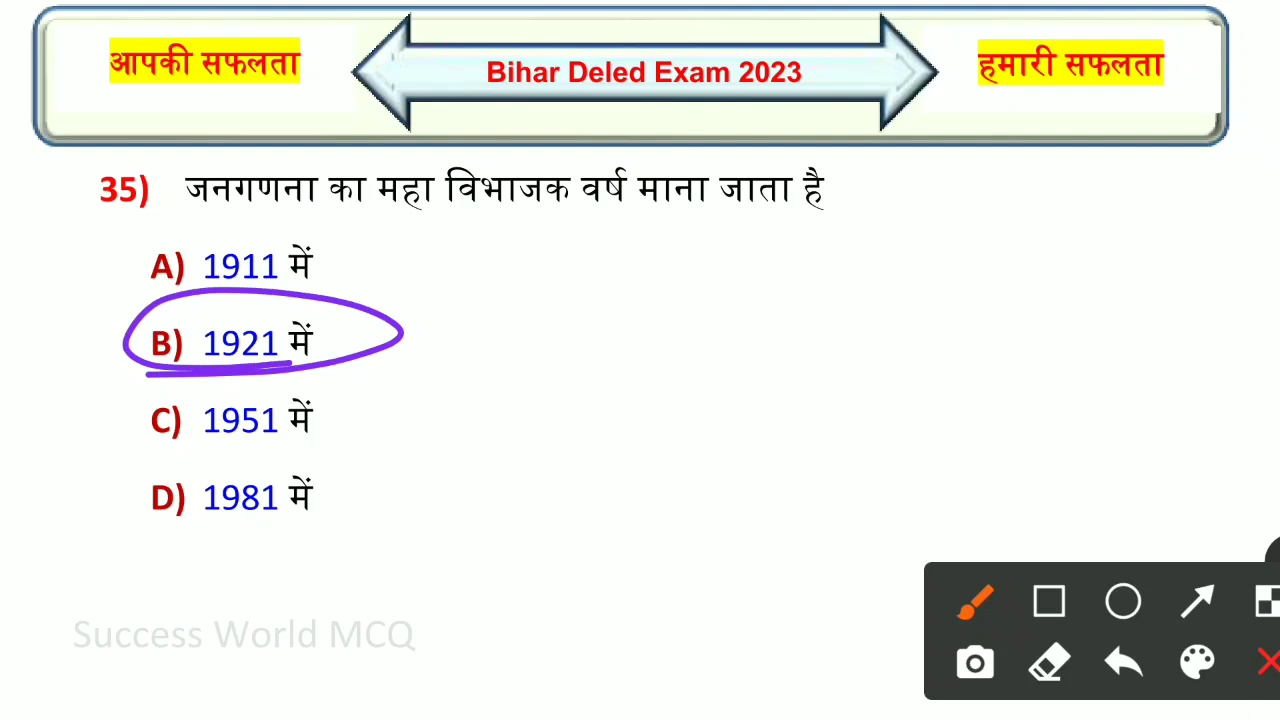 आपकी सफलता
Bihar Deled Exam 2023
हमारी सफलता
35) जनगणना का महा विभाजक वर्ष माना जाता है
A) 1911 में
B) 1921 में
C) 1951 में
D) 1981 में
Success World MCQ